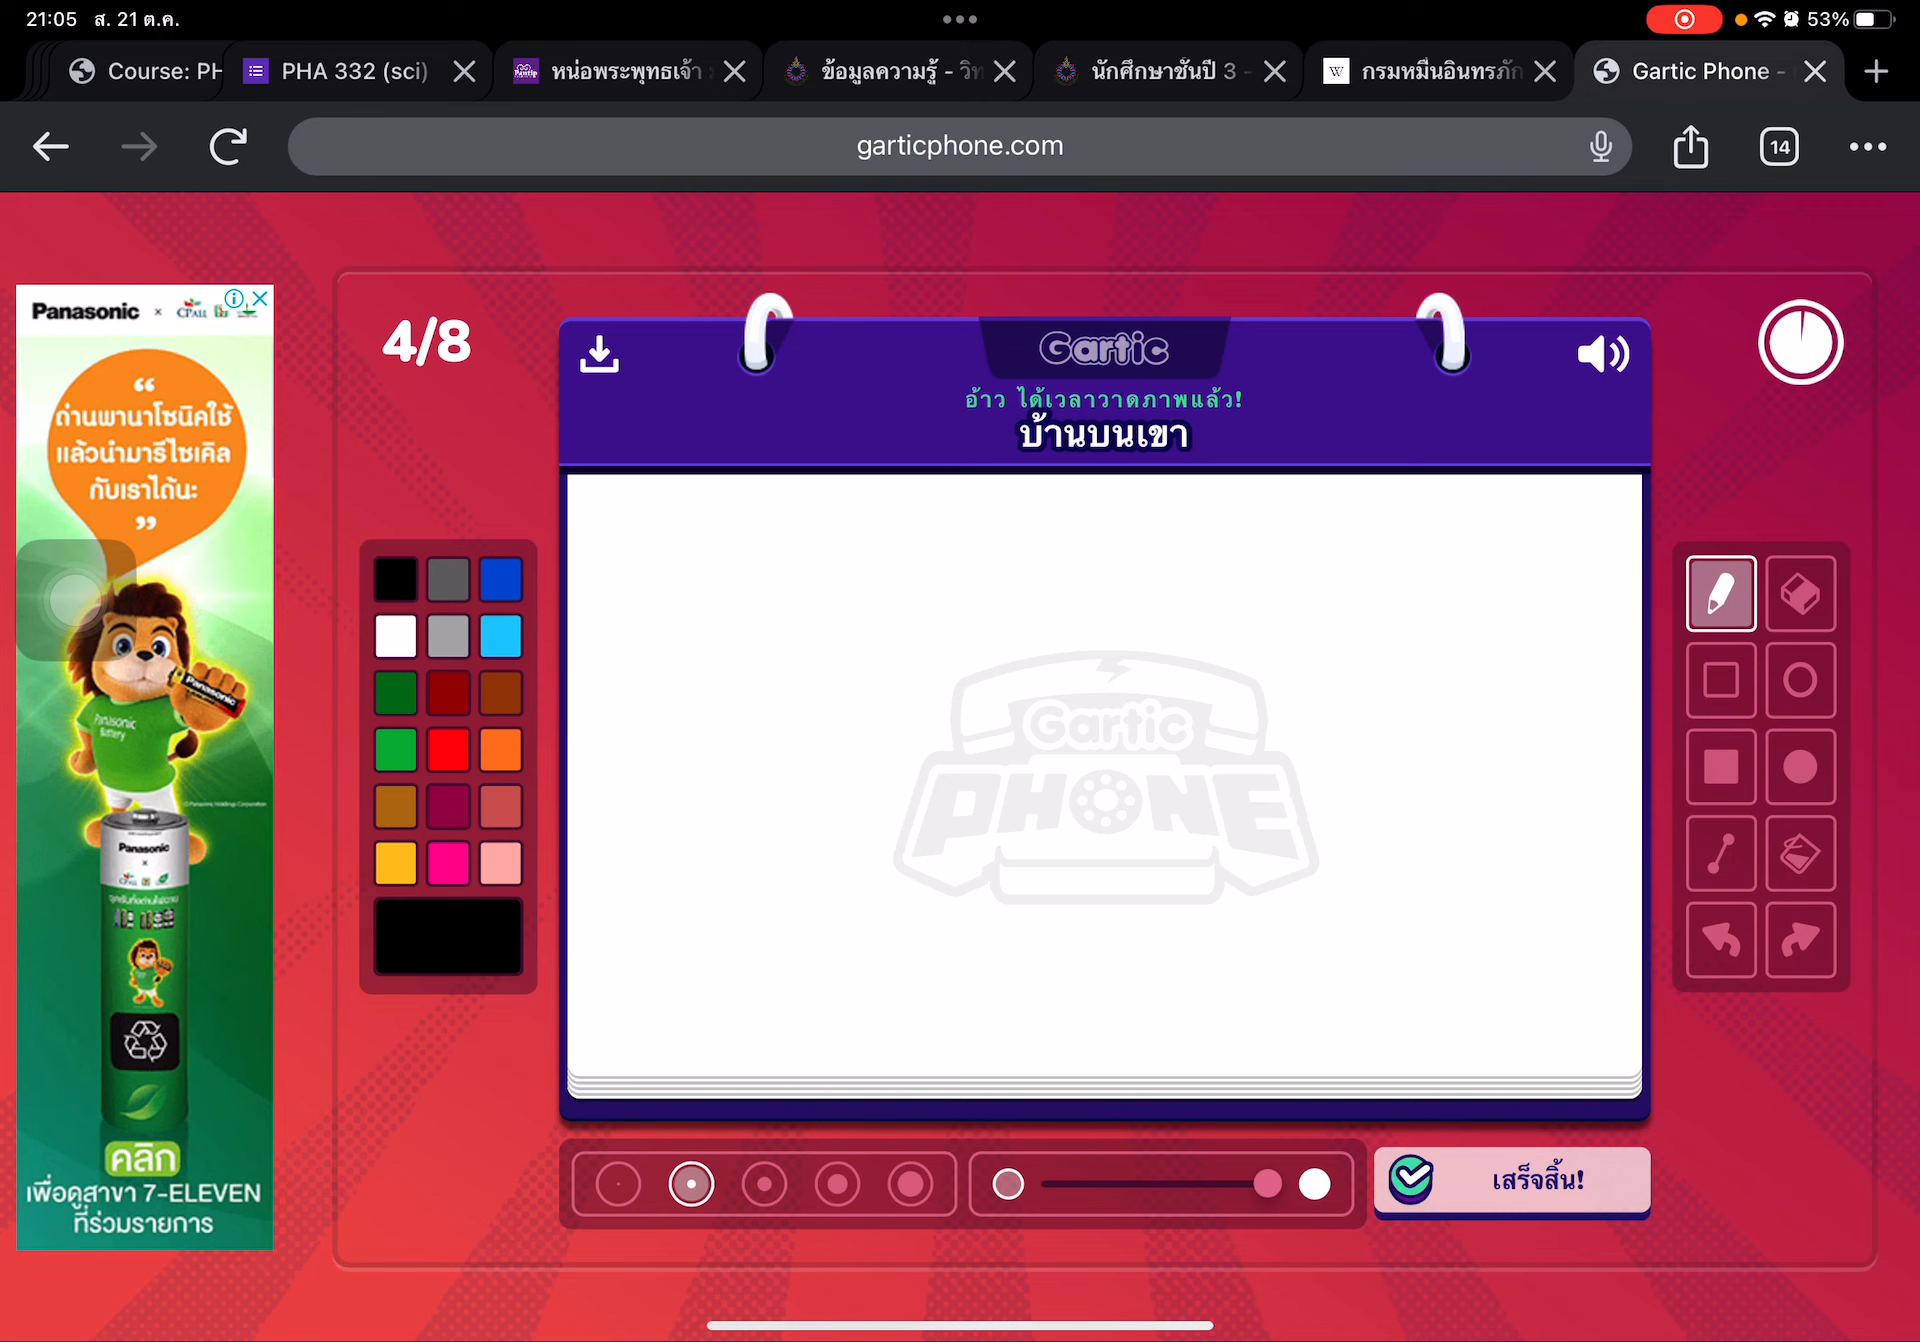 21:05 ส. 21 ต.ค.
53%
Course: PH
PHA 332 (sci)
หน่อพระพุทธเจ้า
ข้อมูลความรู้ - วิท
นักศึกษาชั้นปี 3 -
W กรมหมื่นอินทรภัก
Gartic Phone -
garticphone.com
14
Panasonic × CPALL
“
ถ่านพานาโซนิคใช้
แล้วนำมารีไซเคิล
กับเราได้นะ
”
Panasonic
Panasonic
Battery
Panasonic
×
คลิก
เพื่อดูสาขา 7-ELEVEN
ที่ร่วมรายการ
4/8
Gartic
อ้าว ได้เวลาวาดภาพแล้ว!
บ้านบนเขา
Gartic
PHONE
เสร็จสิ้น!